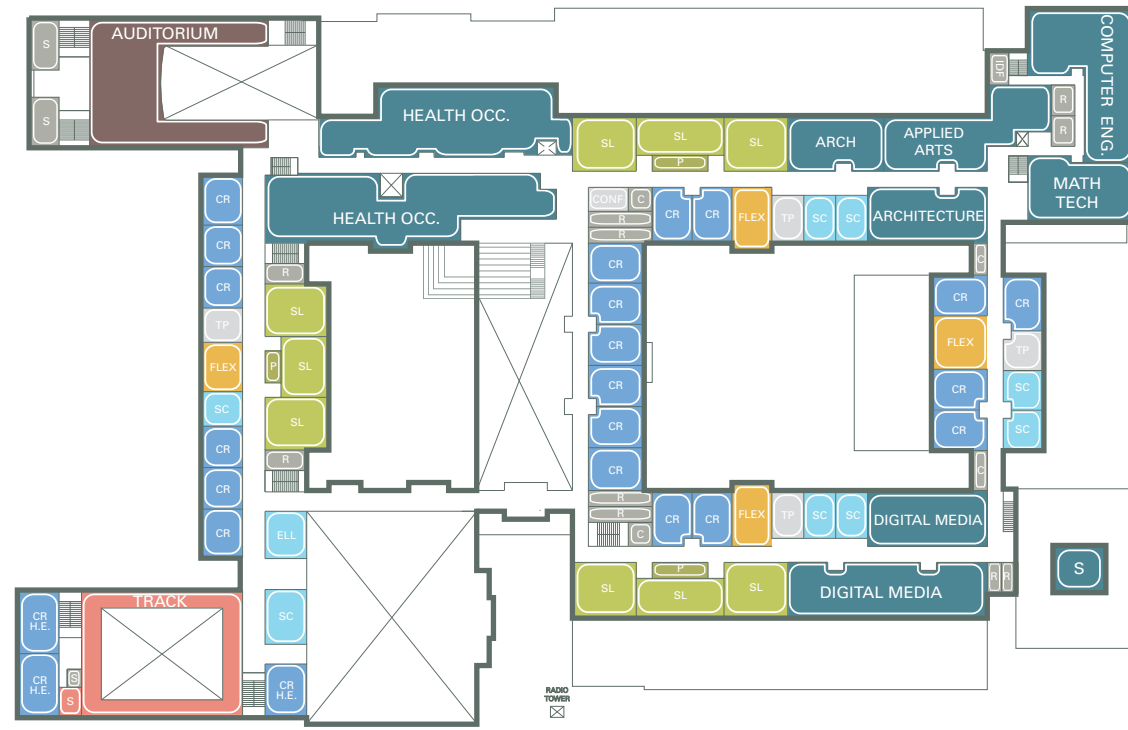 S
AUDITORIUM
S
HEALTH OCC.
SL
SL
SL
P
ARCH
APPLIED
ARTS
IDF
R
R
COMPUTER ENG.
MATH
TECH
HEALTH OCC.
CONF
C
R
R
CR
CR
FLEX
TP
SC
SC
ARCHITECTURE
C
CR
CR
CR
TP
FLEX
SC
CR
CR
CR
R
SL
P
SL
SL
R
CR
CR
CR
CR
CR
CR
CR
FLEX
CR
CR
C
CR
TP
SC
SC
R
R
C
CR
CR
FLEX
TP
SC
SC
DIGITAL MEDIA
ELL
SC
CR
H.E.
SL
SL
SL
P
DIGITAL MEDIA
R
R
S
TRACK
CR
H.E.
CR
H.E.
S
S
RADIO
TOWER